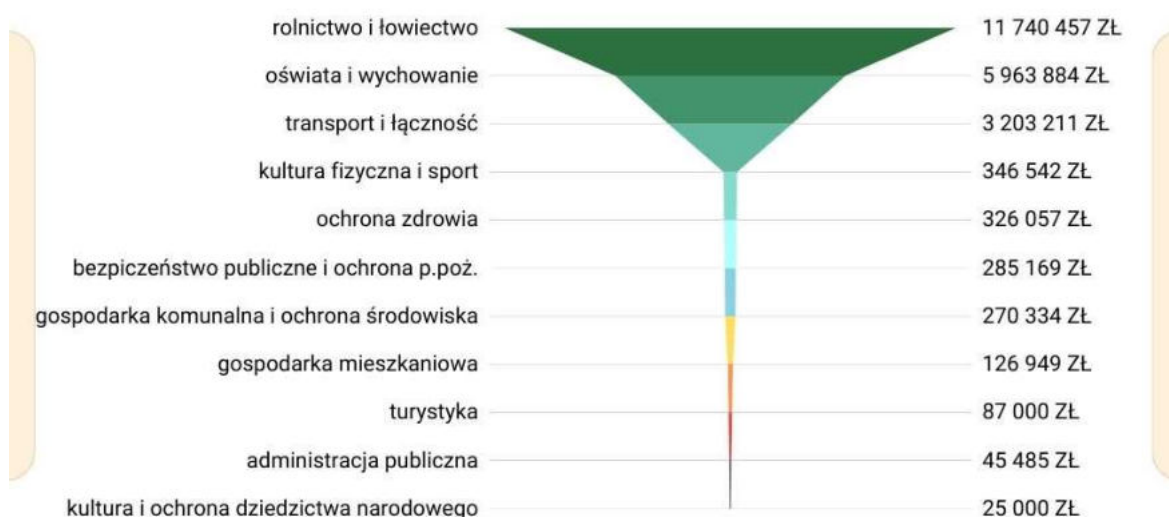 rolnictwo i łowiectwo 11 740 457 ZŁ
oświata i wychowanie 5 963 884 ZŁ
transport i łączność 3 203 211 ZŁ
kultura fizyczna i sport 346 542 ZŁ
ochrona zdrowia 326 057 ZŁ
bezpiczeństwo publiczne i ochrona p.poż. 285 169 ZŁ
gospodarka komunalna i ochrona środowiska 270 334 ZŁ
gospodarka mieszkaniowa 126 949 ZŁ
turystyka 87 000 ZŁ
administracja publiczna 45 485 ZŁ
kultura i ochrona dziedzictwa narodowego 25 000 ZŁ